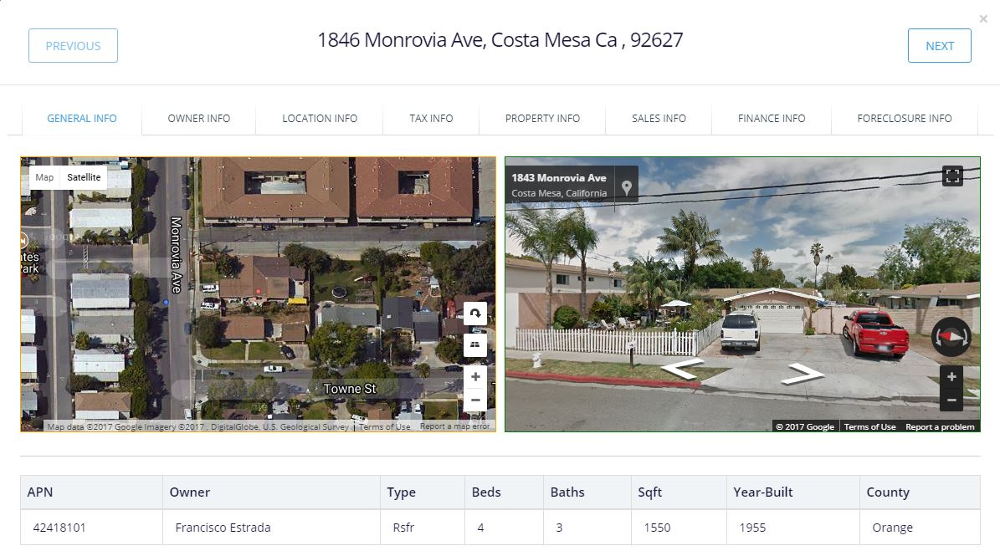 ×
PREVIOUS
1846 Monrovia Ave, Costa Mesa Ca , 92627
NEXT
GENERAL INFO OWNER INFO LOCATION INFO TAX INFO PROPERTY INFO SALES INFO FINANCE INFO FORECLOSURE INFO
Map Satellite
Monrovia Ave
ates
Park
Towne St
Map data ©2017 Google Imagery ©2017 , DigitalGlobe, U.S. Geological Survey Terms of Use Report a map error
1843 Monrovia Ave
Costa Mesa, California
View on Google Maps
© 2017 Google Terms of Use Report a problem
APN Owner Type Beds Baths Sqft Year-Built County
42418101 Francisco Estrada Rsfr 4 3 1550 1955 Orange